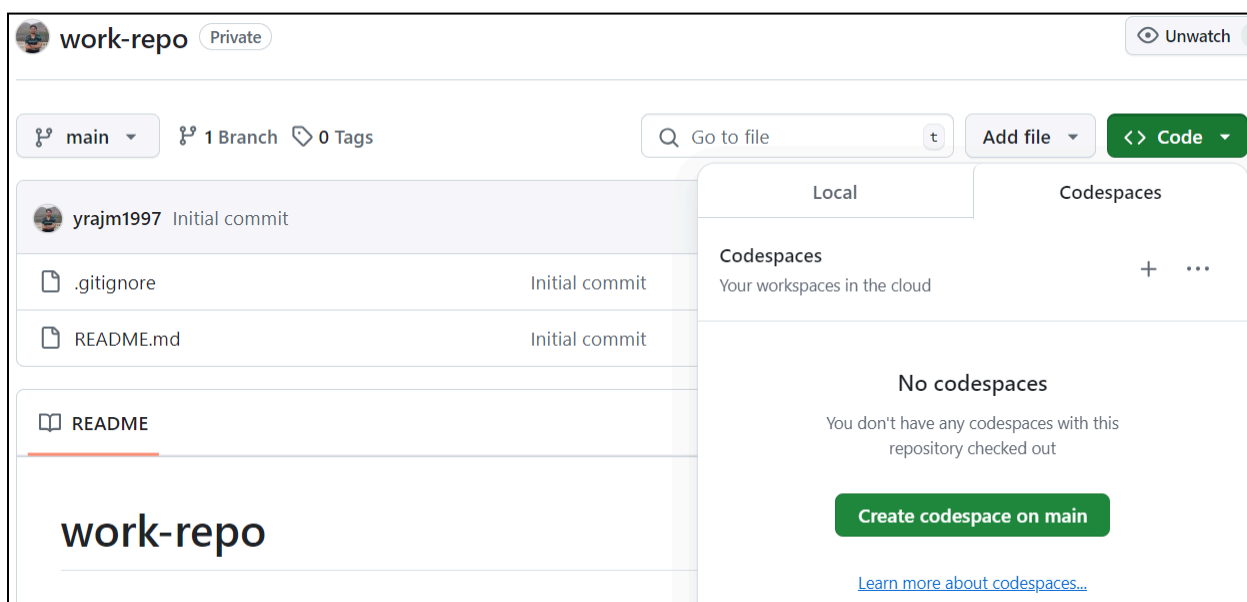 work-repo Private Unwatch
main 1 Branch 0 Tags Go to file t Add file <> Code
yrajm1997 Initial commit
.gitignore Initial commit
README.md Initial commit
README
work-repo
Local Codespaces
Codespaces
Your workspaces in the cloud
No codespaces
You don't have any codespaces with this
repository checked out
Create codespace on main
Learn more about codespaces...